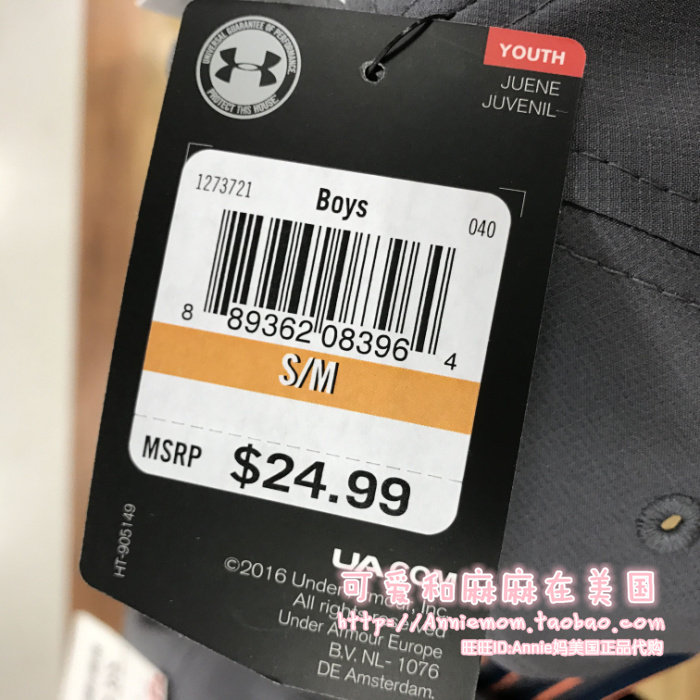 UNIVERSAL GUARANTEE OF PERFORMANCE
PROTECT THIS HOUSE
YOUTH
JUENE
JUVENIL
1273721
Boys
040
8 89362 08396 4
S/M
MSRP $24.99
HT-905149
UA.COM
©2016 Under Armour, Inc.
All rights reserved
Under Armour Europe
B.V. NL- 1076
DE Amsterdam.
可爱和麻麻在美国
http://Anniemom.taobao.com
旺旺ID:Annie妈美国正品代购